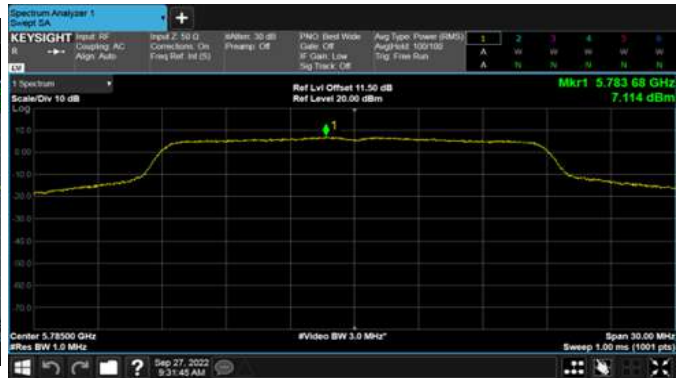 Spectrum Analyzer 1
Swept SA
+
KEYSIGHT Input: RF
R Coupling: AC
Align: Auto
Input Z: 50 Ω
Corrections: On
Freq Ref: Int (S)
#Atten: 30 dB
Preamp: Off
PNO: Best Wide
Gate: Off
IF Gain: Low
Sig Track: Off
Avg Type: Power (RMS)
Avg|Hold: 100/100
Trig: Free Run
1 2 3 4 5 6
A W W W W W
A N N N N N
1 Spectrum
Scale/Div 10 dB
Ref Lvl Offset 11.50 dB
Ref Level 20.00 dBm
Mkr1 5.783 68 GHz
7.114 dBm
Log
1
10.0
0.00
-10.0
-20.0
-30.0
-40.0
-50.0
-60.0
-70.0
Center 5.78500 GHz
#Res BW 1.0 MHz
#Video BW 3.0 MHz*
Span 30.00 MHz
Sweep 1.00 ms (1001 pts)
?
Sep 27, 2022
9:31:45 AM